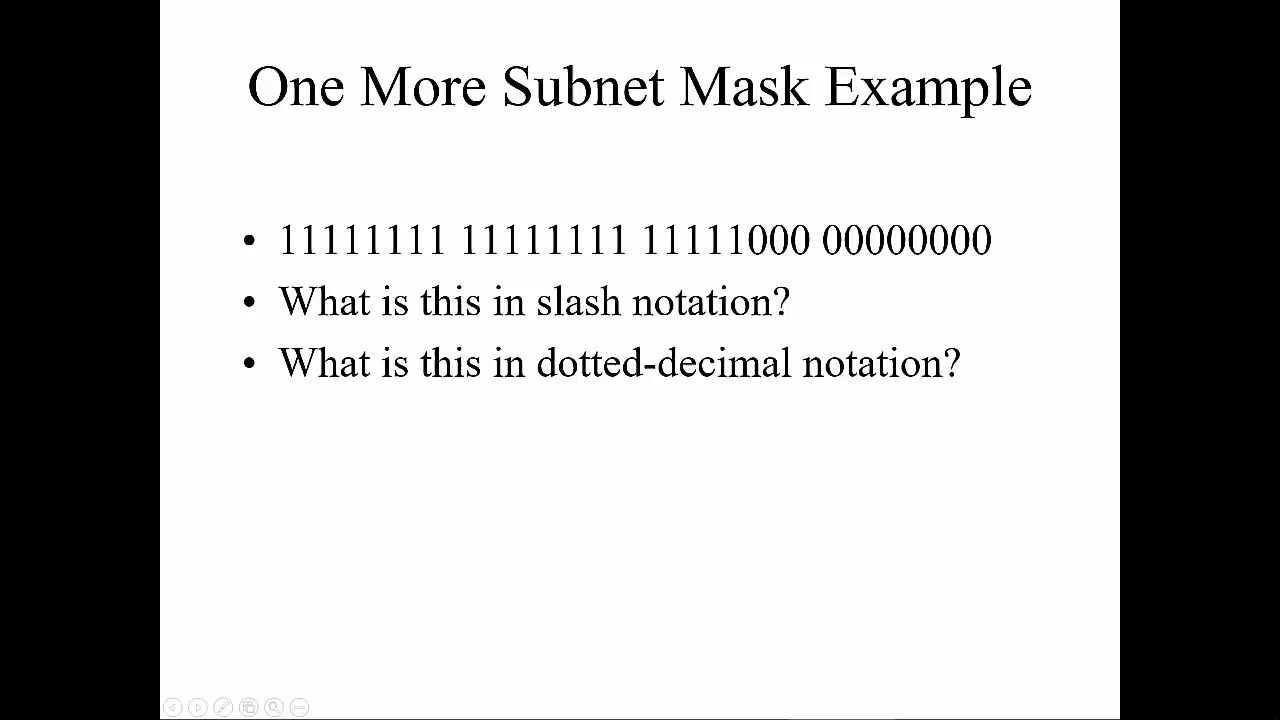 One More Subnet Mask Example
• 11111111 11111111 11111000 00000000
• What is this in slash notation?
• What is this in dotted-decimal notation?